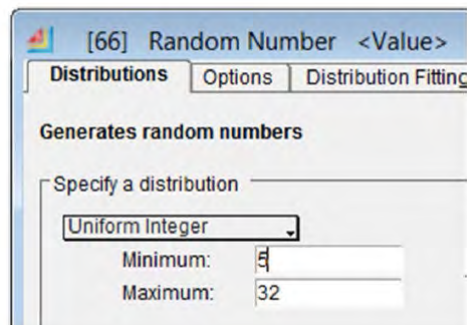 [66] Random Number <Value>
Distributions Options Distribution Fitting
Generates random numbers
Specify a distribution
Uniform Integer
Minimum: 5
Maximum: 32